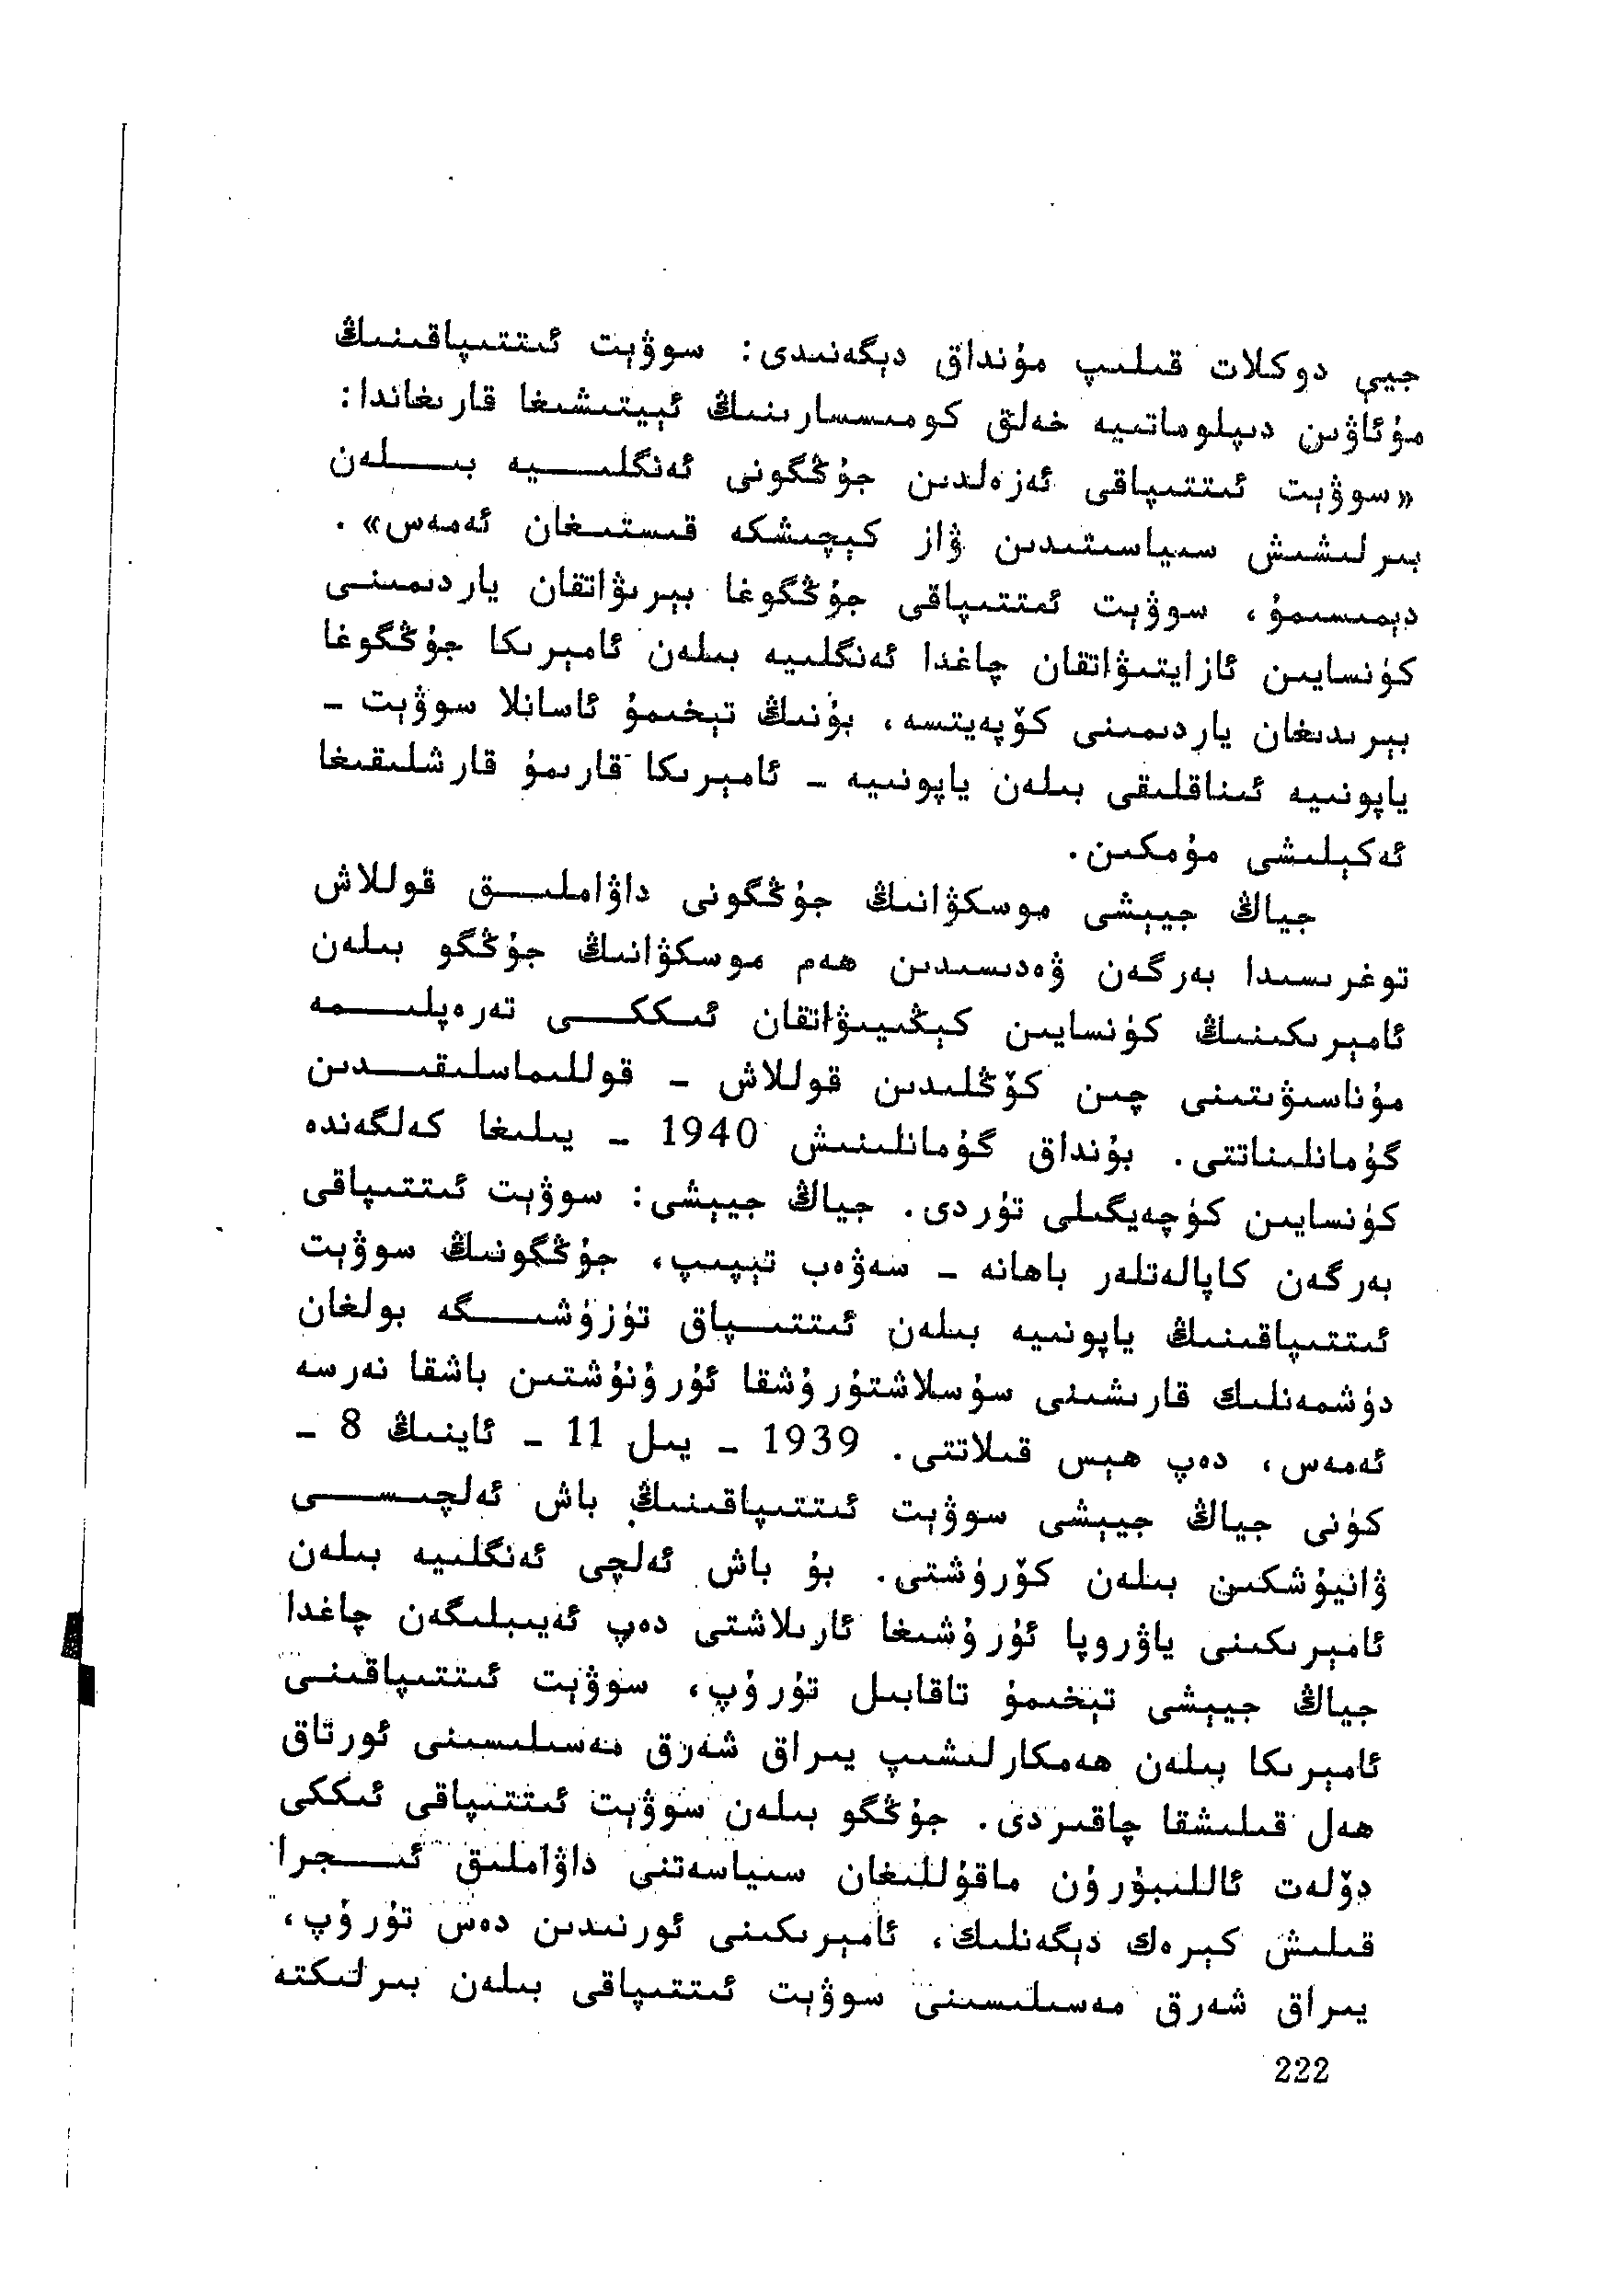 جيې دوكلات قىلىپ مۇنداق دېگەنىدى: سوۋېت ئىتتىپاقىنىڭ
مۇئاۋىن دىپلوماتىيە خەلق كومىسسارىنىڭ ئېيتىشىغا قارىغاندا:
«سوۋېت ئىتتىپاقى ئەزەلدىن جۇڭگونى ئەنگلىيە بىلەن
بىرلىشىش سىياسىتىدىن ۋاز كېچىشكە قىستىغان ئەمەس».
دېمىسىمۇ، سوۋېت ئىتتىپاقى جۇڭگوغا بېرىۋاتقان ياردىمىنى
كۈنسايىن ئازايتىۋاتقان چاغدا ئەنگلىيە بىلەن ئامېرىكا جۇڭگوغا
بېرىدىغان ياردىمىنى كۆپەيتسە، بۇنىڭ تېخىمۇ ئاسانلا سوۋېت -
ياپونىيە ئىناقلىقى بىلەن ياپونىيە - ئامېرىكا قارىمۇ قارشلىقىغا
ئەكېلىشى مۇمكىن.
جياڭ جيېشى موسكۋانىڭ جۇڭگونى داۋاملىق قوللاش
توغرىسىدا بەرگەن ۋەدىسىدىن ھەم موسكۋانىڭ جۇڭگو بىلەن
ئامېرىكىنىڭ كۈنسايىن كېڭىيىۋاتقان ئىككى تەرەپلىمە
مۇناسىۋىتىنى چىن كۆڭلىدىن قوللاش - قوللىماسلىقىدىن
گۇمانلىناتتى. بۇنداق گۇمانلىنىش 1940 - يىلىغا كەلگەندە
كۈنسايىن كۈچەيگىلى تۇردى. جياڭ جيېشى: سوۋېت ئىتتىپاقى
بەرگەن كاپالەتلەر باھانە - سەۋەب تېپىپ، جۇڭگونىڭ سوۋېت
ئىتتىپاقىنىڭ ياپونىيە بىلەن ئىتتىپاق تۈزۈشىگە بولغان
دۈشمەنلىك قارىشىنى سۇسلاشتۇرۇشقا ئۇرۇنۇشتىن باشقا نەرسە
ئەمەس، دەپ ھېس قىلاتتى. 1939 - يىل 11 - ئاينىڭ 8 -
كۈنى جياڭ جيېشى سوۋېت ئىتتىپاقىنىڭ باش ئەلچىسى
ۋانيۇشكىن بىلەن كۆرۈشتى. بۇ باش ئەلچى ئەنگلىيە بىلەن
ئامېرىكىنى ياۋروپا ئۇرۇشىغا ئارىلاشتى دەپ ئەيىبلىگەن چاغدا
جياڭ جيېشى تېخىمۇ تاقابىل تۇرۇپ، سوۋېت ئىتتىپاقىنى
ئامېرىكا بىلەن ھەمكارلىشىپ يىراق شەرق مەسىلىسىنى ئورتاق
ھەل قىلىشقا چاقىردى. جۇڭگو بىلەن سوۋېت ئىتتىپاقى ئىككى
دۆلەت ئاللىبۇرۇن ماقۇللىغان سىياسەتنى داۋاملىق ئىجرا
قىلىش كېرەك دېگەنلىك، ئامېرىكىنى ئورنىدىن دەس تۇرۇپ،
يىراق شەرق مەسىلىسىنى سوۋېت ئىتتىپاقى بىلەن بىرلىكتە
222